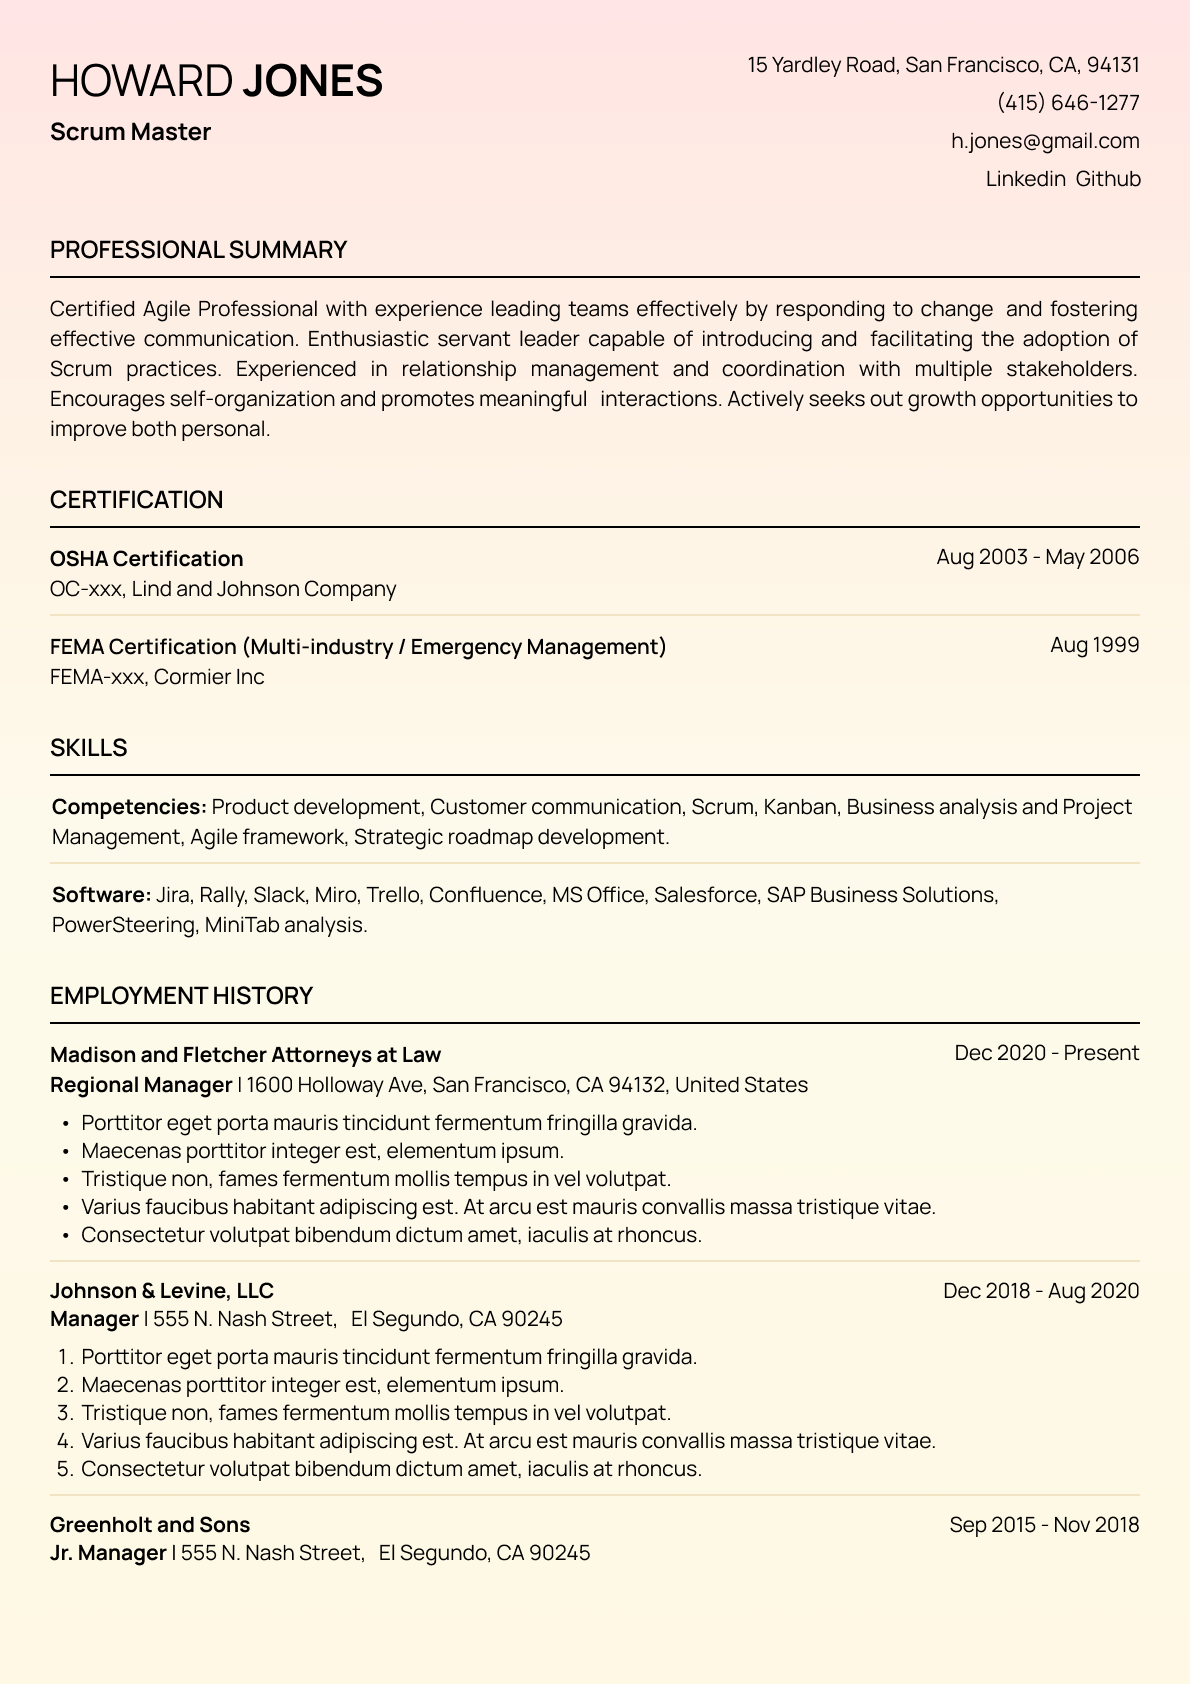 HOWARD JONES
Scrum Master
15 Yardley Road, San Francisco, CA, 94131
(415) 646-1277
h.jones@gmail.com
Linkedin Github
PROFESSIONAL SUMMARY
Certified Agile Professional with experience leading teams effectively by responding to change and fostering
effective communication. Enthusiastic servant leader capable of introducing and facilitating the adoption of
Scrum practices. Experienced in relationship management and coordination with multiple stakeholders.
Encourages self-organization and promotes meaningful interactions. Actively seeks out growth opportunities to
improve both personal.
CERTIFICATION
OSHA Certification Aug 2003 - May 2006
OC-xxx, Lind and Johnson Company
FEMA Certification (Multi-industry / Emergency Management) Aug 1999
FEMA-xxx, Cormier Inc
SKILLS
Competencies: Product development, Customer communication, Scrum, Kanban, Business analysis and Project
Management, Agile framework, Strategic roadmap development.
Software: Jira, Rally, Slack, Miro, Trello, Confluence, MS Office, Salesforce, SAP Business Solutions,
PowerSteering, MiniTab analysis.
EMPLOYMENT HISTORY
Madison and Fletcher Attorneys at Law Dec 2020 - Present
Regional Manager | 1600 Holloway Ave, San Francisco, CA 94132, United States
• Porttitor eget porta mauris tincidunt fermentum fringilla gravida.
• Maecenas porttitor integer est, elementum ipsum.
• Tristique non, fames fermentum mollis tempus in vel volutpat.
• Varius faucibus habitant adipiscing est. At arcu est mauris convallis massa tristique vitae.
• Consectetur volutpat bibendum dictum amet, iaculis at rhoncus.
Johnson & Levine, LLC Dec 2018 - Aug 2020
Manager | 555 N. Nash Street, El Segundo, CA 90245
1. Porttitor eget porta mauris tincidunt fermentum fringilla gravida.
2. Maecenas porttitor integer est, elementum ipsum.
3. Tristique non, fames fermentum mollis tempus in vel volutpat.
4. Varius faucibus habitant adipiscing est. At arcu est mauris convallis massa tristique vitae.
5. Consectetur volutpat bibendum dictum amet, iaculis at rhoncus.
Greenholt and Sons Sep 2015 - Nov 2018
Jr. Manager | 555 N. Nash Street, El Segundo, CA 90245